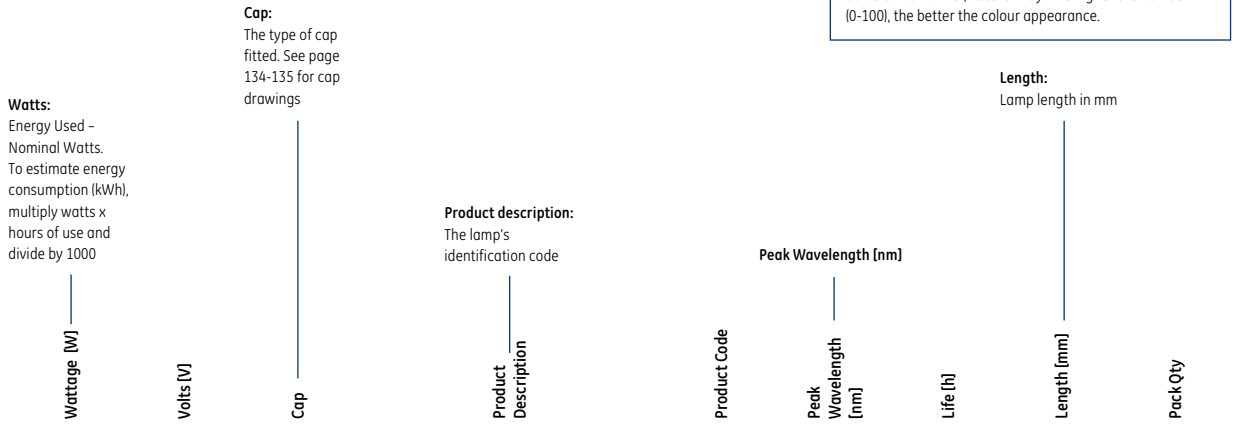 (0-100), the better the colour appearance.
Cap:
The type of cap
fitted. See page
134-135 for cap
drawings
Length:
Lamp length in mm
Watts:
Energy Used –
Nominal Watts.
To estimate energy
consumption (kWh),
multiply watts x
hours of use and
divide by 1000
Product description:
The lamp's
identification code
Peak Wavelength [nm]
Wattage [W]
Volts [V]
Cap
Product
Description
Product Code
Peak
Wavelength
[nm]
Life [h]
Length [mm]
Pack Qty